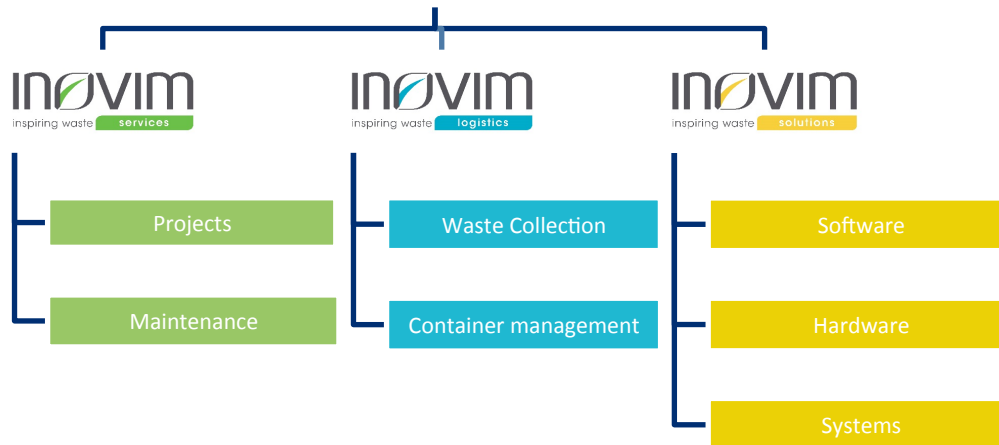 INOVIM
inspiring waste services
Projects
Maintenance
INOVIM
inspiring waste logistics
Waste Collection
Container management
INOVIM
inspiring waste solutions
Software
Hardware
Systems